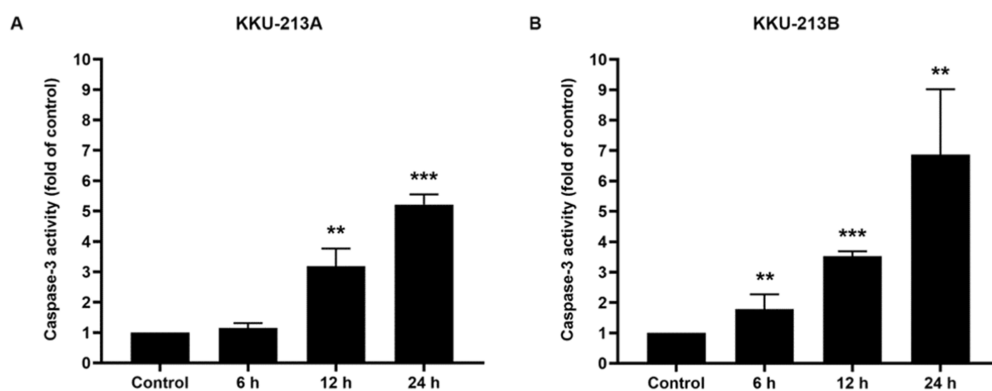 A
KKU-213A
Caspase-3 activity (fold of control)
10
9
8
7
6
5
4
3
2
1
0
**
***
Control
6 h
12 h
24 h
B
KKU-213B
Caspase-3 activity (fold of control)
10
9
8
7
6
5
4
3
2
1
0
**
***
**
Control
6 h
12 h
24 h